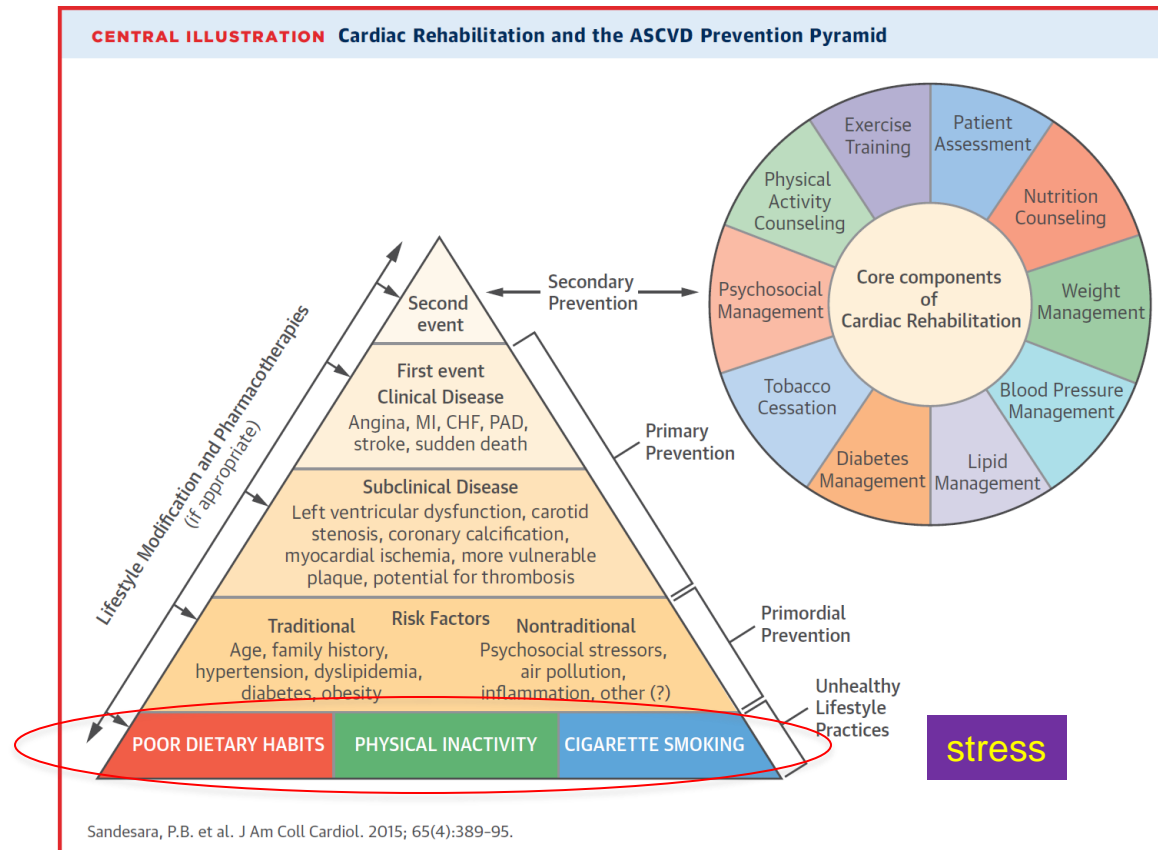 CENTRAL ILLUSTRATION Cardiac Rehabilitation and the ASCVD Prevention Pyramid
Exercise
Training
Patient
Assessment
Nutrition
Counseling
Weight
Management
Blood Pressure
Management
Lipid
Management
Diabetes
Management
Tobacco
Cessation
Psychosocial
Management
Physical
Activity
Counseling
Core components
of
Cardiac Rehabilitation
Lifestyle Modification and Pharmacotherapies
(if appropriate)
Second
event
Secondary
Prevention
First event
Clinical Disease
Angina, MI, CHF, PAD,
stroke, sudden death
Primary
Prevention
Subclinical Disease
Left ventricular dysfunction, carotid
stenosis, coronary calcification,
myocardial ischemia, more vulnerable
plaque, potential for thrombosis
Risk Factors
Traditional
Age, family history,
hypertension, dyslipidemia,
diabetes, obesity
Nontraditional
Psychosocial stressors,
air pollution,
inflammation, other (?)
Primordial
Prevention
Unhealthy
Lifestyle
Practices
POOR DIETARY HABITS
PHYSICAL INACTIVITY
CIGARETTE SMOKING
stress
Sandesara, P.B. et al. J Am Coll Cardiol. 2015; 65(4):389–95.